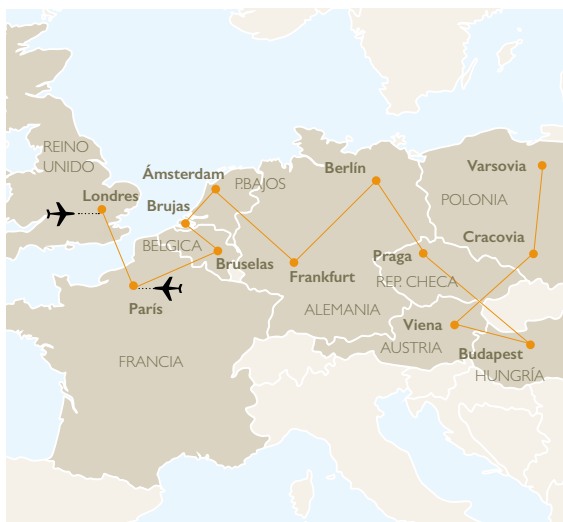 REINO
UNIDO
Londres
Ámsterdam
P.BAJOS
Brujas
BELGICA
Bruselas
París
FRANCIA
Berlín
Frankfurt
ALEMANIA
Varsovia
POLONIA
Cracovia
Praga
REP. CHECA
Viena
AUSTRIA
Budapest
HUNGRÍA